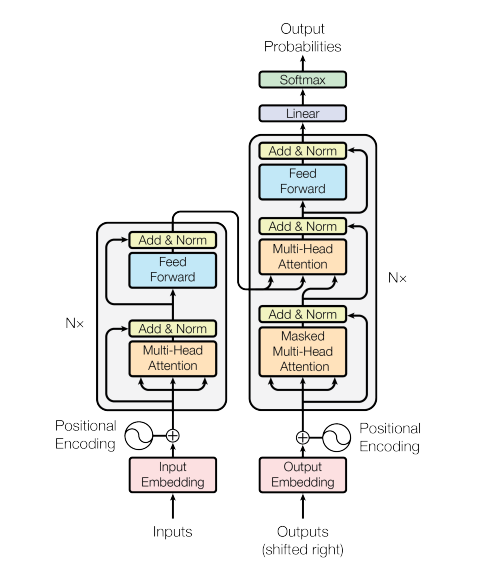 Output
Probabilities
Softmax
Linear
Add & Norm
Feed
Forward
Add & Norm
Multi-Head
Attention
Add & Norm
Masked
Multi-Head
Attention
N×
Add & Norm
Feed
Forward
Add & Norm
Multi-Head
Attention
N×
Positional
Encoding
Positional
Encoding
Input
Embedding
Output
Embedding
Inputs
Outputs
(shifted right)